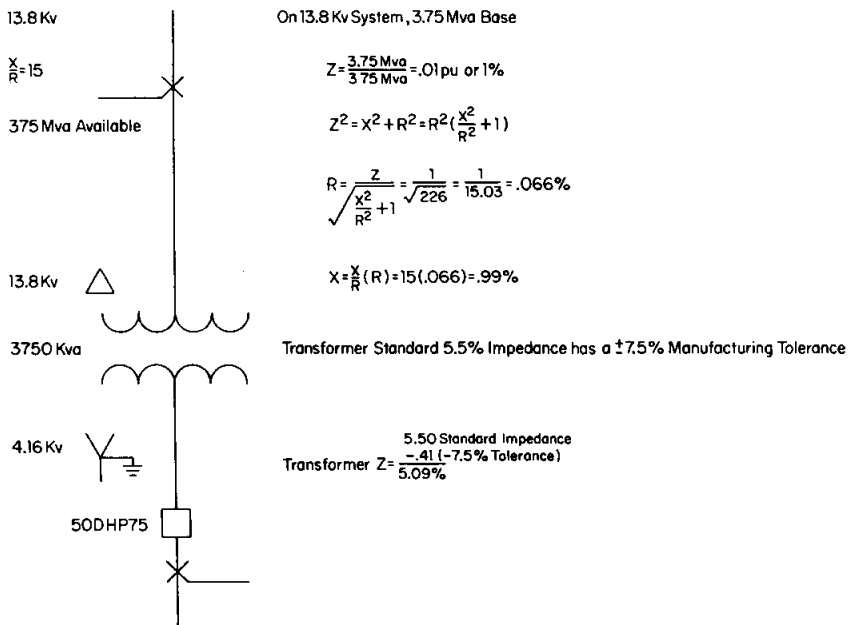 13.8 Kv
On 13.8 Kv System, 3.75 Mva Base
X/R = 15
Z = 3.75 Mva / 3.75 Mva = .01 pu or 1%
375 Mva Available
Z² = X² + R² = R²(X²/R² + 1)
R = Z / √(X²/R² + 1) = 1 / √226 = 1 / 15.03 = .066%
13.8 Kv
X = X/R (R) = 15(.066) = .99%
3750 Kva
Transformer Standard 5.5% Impedance has a ±7.5% Manufacturing Tolerance
4.16 Kv
5.50 Standard Impedance
Transformer Z = -.41 (-7.5% Tolerance)
5.09%
50DHP75